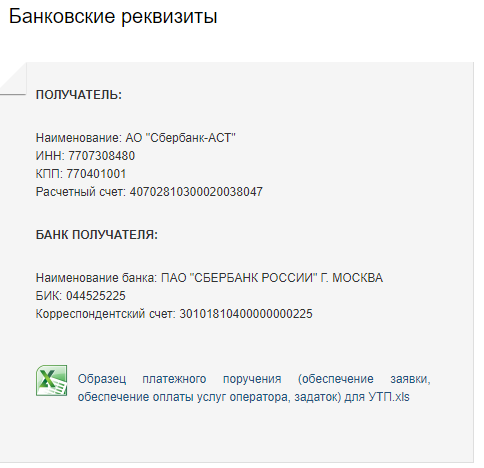 Банковские реквизиты
ПОЛУЧАТЕЛЬ:
Наименование: АО "Сбербанк-АСТ"
ИНН: 7707308480
КПП: 770401001
Расчетный счет: 40702810300020038047
БАНК ПОЛУЧАТЕЛЯ:
Наименование банка: ПАО "СБЕРБАНК РОССИИ" Г. МОСКВА
БИК: 044525225
Корреспондентский счет: 30101810400000000225
Образец платежного поручения (обеспечение заявки,
обеспечение оплаты услуг оператора, задаток) для УТП.xls